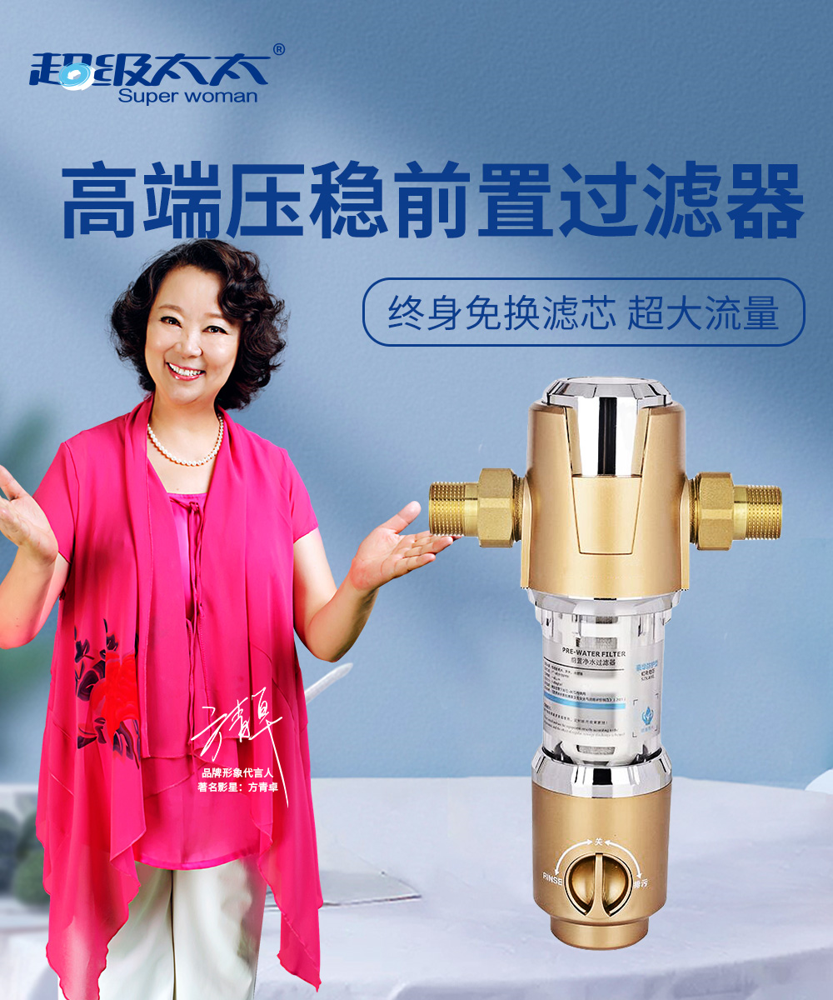 超级太太®
Super woman
高端压稳前置过滤器
终身免换滤芯 超大流量
PRE-WATER FILTER
前置净水过滤器
方青卓
品牌形象代言人
著名影星：方青卓
关
RINSE
排污